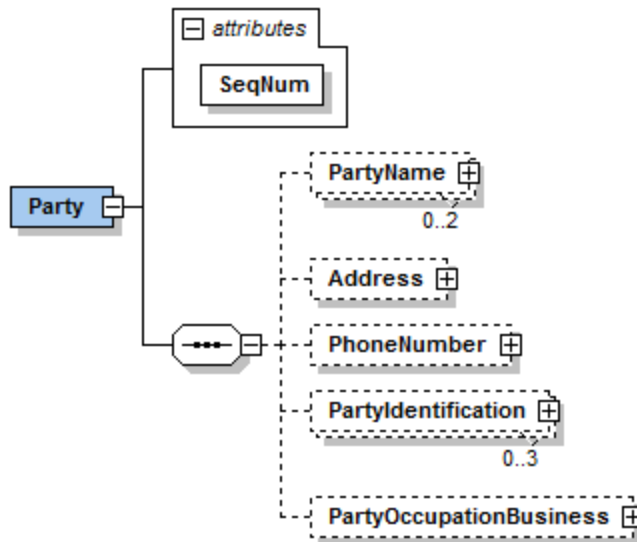 attributes
SeqNum
Party
PartyName
0..2
Address
PhoneNumber
PartyIdentification
0..3
PartyOccupationBusiness